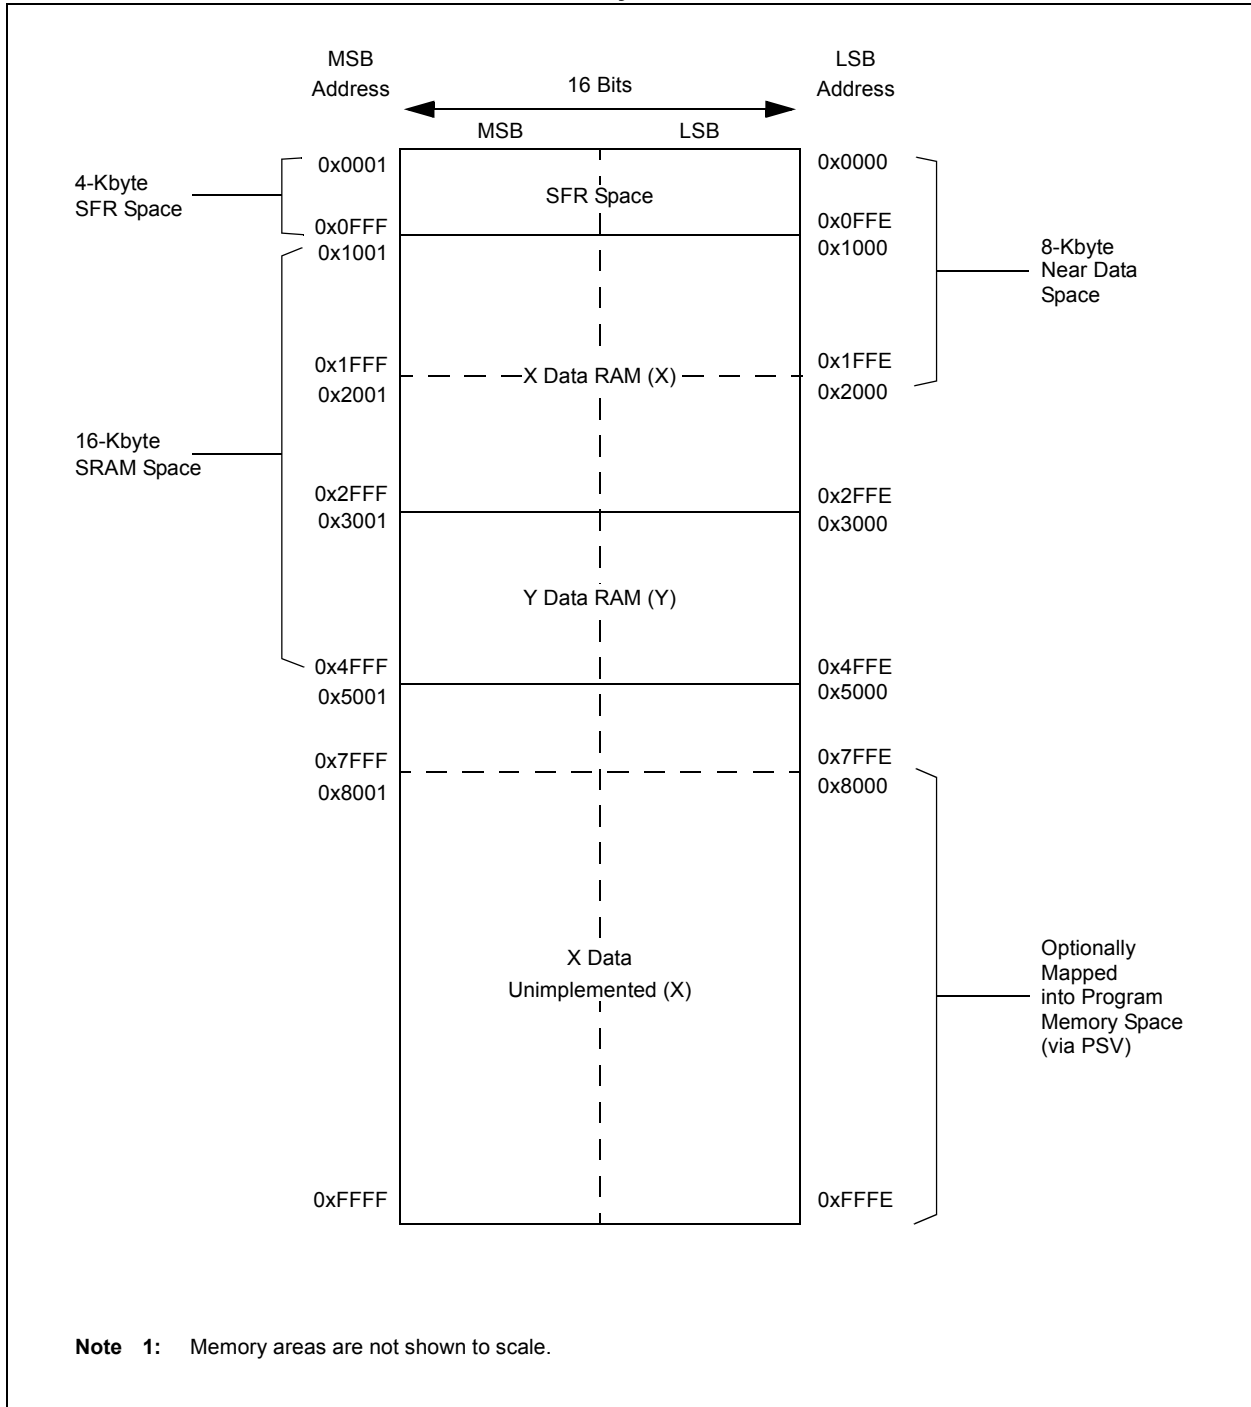 MSB
Address
16 Bits
LSB
Address
MSB
LSB
0x0001
0x0000
4-Kbyte
SFR Space
SFR Space
0x0FFF
0x0FFE
0x1001
0x1000
8-Kbyte
Near Data
Space
0x1FFF
0x1FFE
X Data RAM (X)
0x2001
0x2000
16-Kbyte
SRAM Space
0x2FFF
0x2FFE
0x3001
0x3000
Y Data RAM (Y)
0x4FFF
0x4FFE
0x5001
0x5000
0x7FFF
0x7FFE
0x8001
0x8000
X Data
Unimplemented (X)
Optionally
Mapped
into Program
Memory Space
(via PSV)
0xFFFF
0xFFFE
Note 1: Memory areas are not shown to scale.